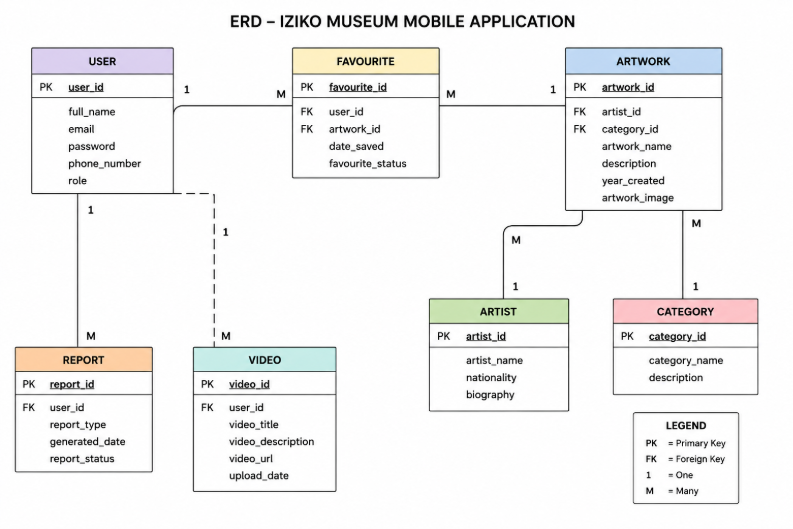 ERD – IZIKO MUSEUM MOBILE APPLICATION
USER
PK user_id
full_name
email
password
phone_number
role
1
M
FAVOURITE
PK favourite_id
FK user_id
FK artwork_id
date_saved
favourite_status
M
1
ARTWORK
PK artwork_id
FK artist_id
FK category_id
artwork_name
description
year_created
artwork_image
1
1
M
M
M
M
1
1
REPORT
PK report_id
FK user_id
report_type
generated_date
report_status
VIDEO
PK video_id
FK user_id
video_title
video_description
video_url
upload_date
ARTIST
PK artist_id
artist_name
nationality
biography
CATEGORY
PK category_id
category_name
description
LEGEND
PK = Primary Key
FK = Foreign Key
1 = One
M = Many